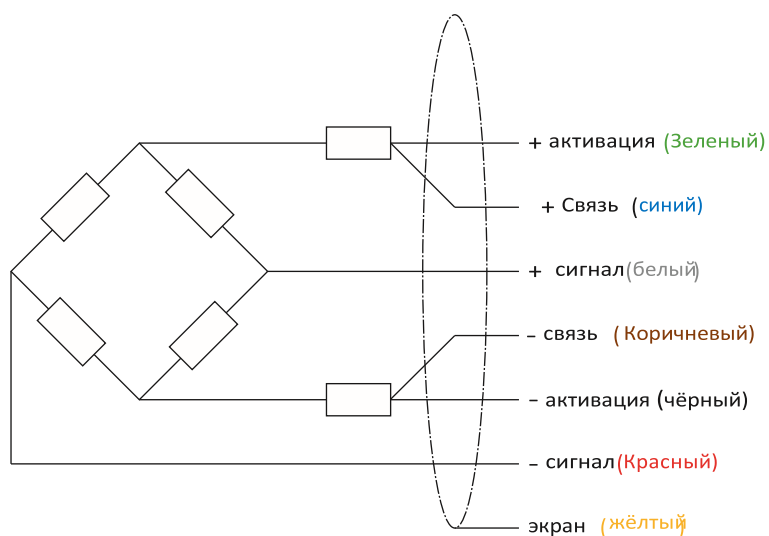 + активация (Зеленый)
+ Связь (синий)
+ сигнал(белый)
– связь ( Коричневый)
– активация (чёрный)
– сигнал(Красный)
экран (жёлтый)